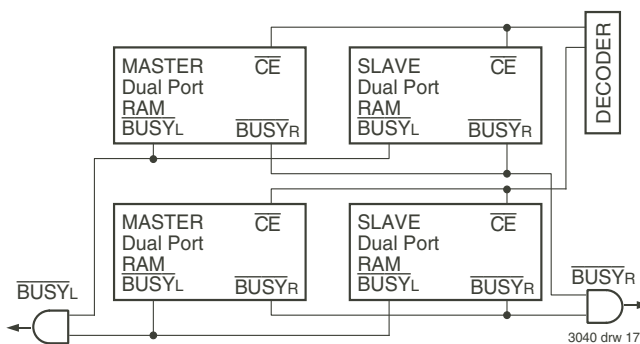 MASTER
Dual Port
RAM
BUSYL
CE
BUSYR
SLAVE
Dual Port
RAM
BUSYL
CE
BUSYR
DECODER
MASTER
Dual Port
RAM
BUSYL
CE
BUSYR
SLAVE
Dual Port
RAM
BUSYL
CE
BUSYR
BUSYL
BUSYR
3040 drw 17